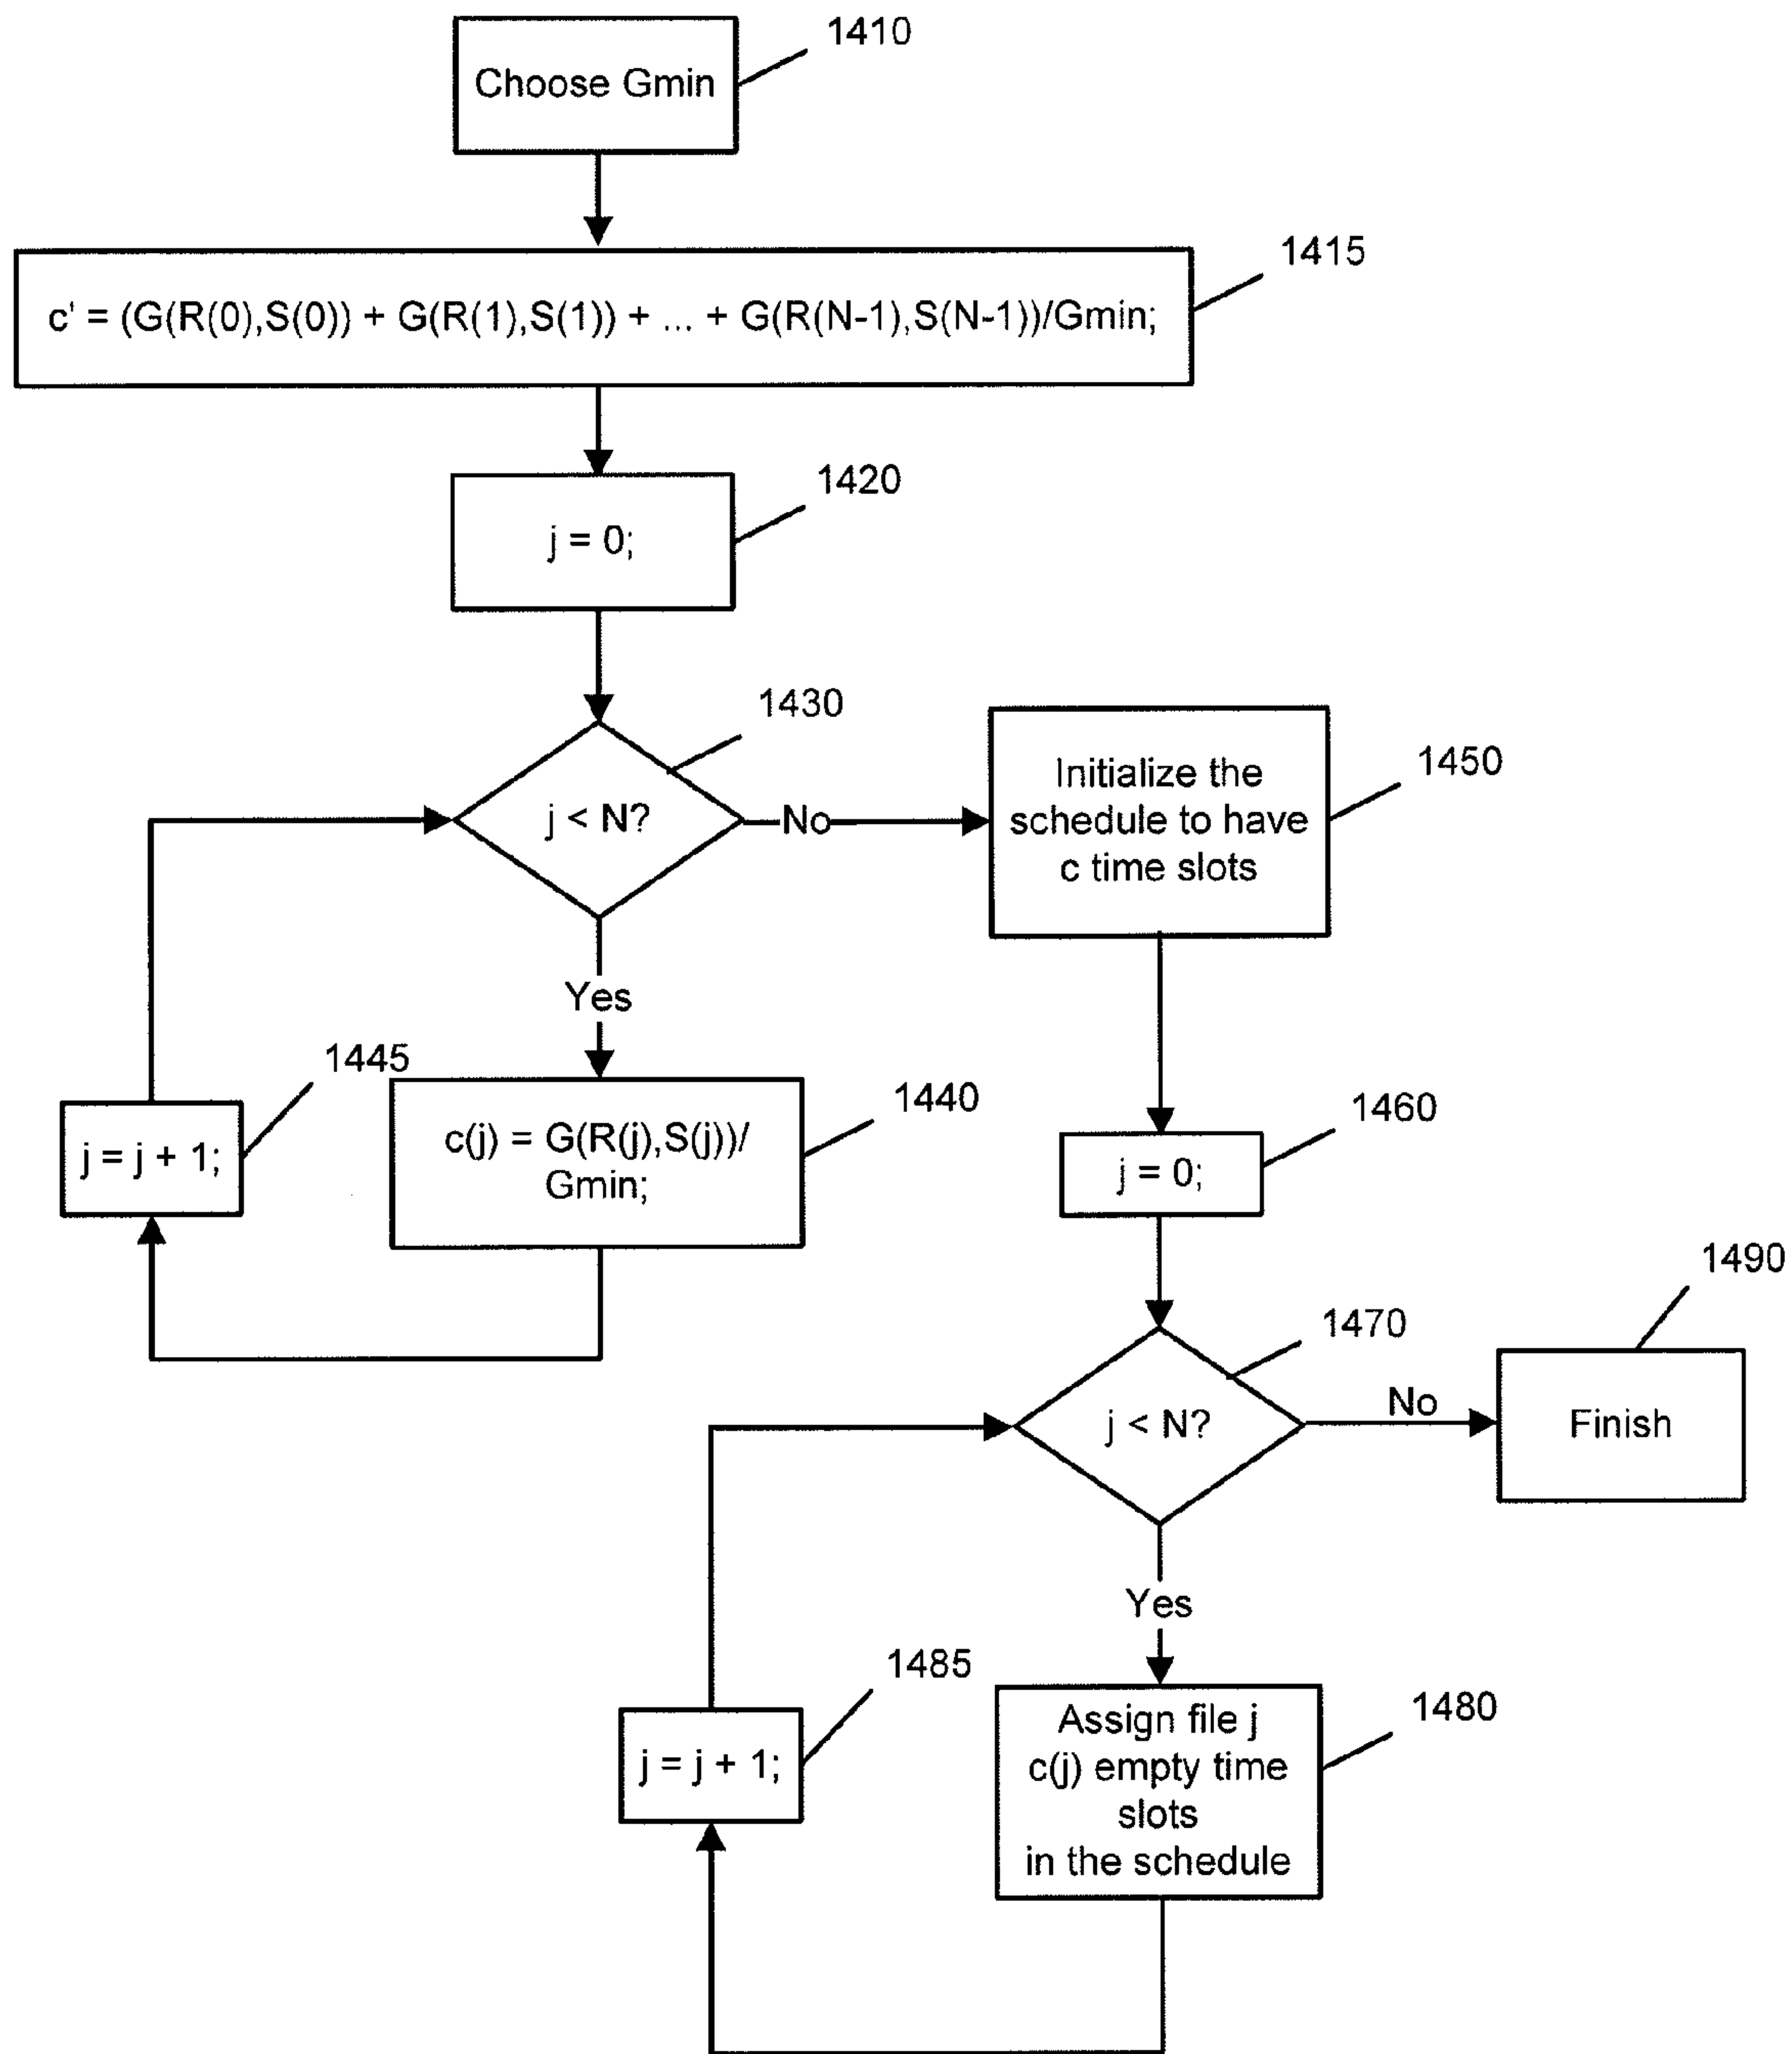 1410
Choose Gmin
1415
c' = (G(R(0),S(0)) + G(R(1),S(1)) + ... + G(R(N-1),S(N-1))/Gmin;
1420
j = 0;
1430
j < N?
No
Initialize the
schedule to have
c time slots
1450
Yes
1445
j = j + 1;
1440
c(j) = G(R(j),S(j))/
Gmin;
1460
j = 0;
1470
j < N?
No
1490
Finish
Yes
1485
j = j + 1;
1480
Assign file j
c(j) empty time
slots
in the schedule